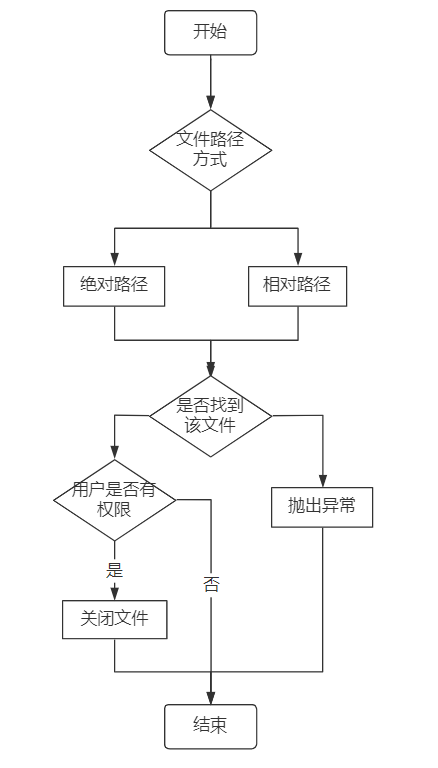 开始
文件路径
方式
绝对路径
相对路径
是否找到
该文件
用户是否有
权限
抛出异常
是
否
关闭文件
结束